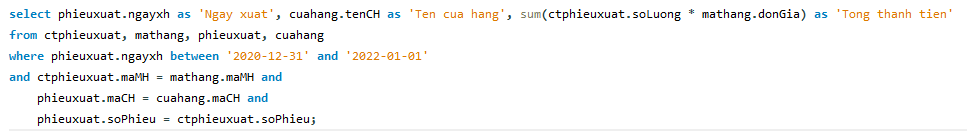 select phieuxuat.ngayxh as 'Ngay xuat', cuahang.tenCH as 'Ten cua hang', sum(ctphieuxuat.soLuong * mathang.donGia) as 'Tong thanh tien'
from ctphieuxuat, mathang, phieuxuat, cuahang
where phieuxuat.ngayxh between '2020-12-31' and '2022-01-01'
and ctphieuxuat.maMH = mathang.maMH and
phieuxuat.maCH = cuahang.maCH and
phieuxuat.soPhieu = ctphieuxuat.soPhieu;